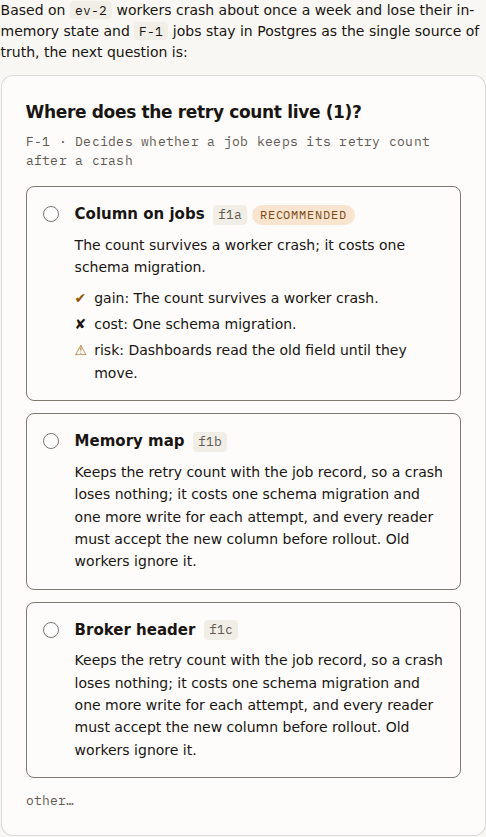 Based on ev-2 workers crash about once a week and lose their in-
memory state and F-1 jobs stay in Postgres as the single source of
truth, the next question is:
Where does the retry count live (1)?
F-1 · Decides whether a job keeps its retry count
after a crash
Column on jobs f1a RECOMMENDED
The count survives a worker crash; it costs one
schema migration.
✔ gain: The count survives a worker crash.
✘ cost: One schema migration.
⚠ risk: Dashboards read the old field until they
move.
Memory map f1b
Keeps the retry count with the job record, so a crash
loses nothing; it costs one schema migration and
one more write for each attempt, and every reader
must accept the new column before rollout. Old
workers ignore it.
Broker header f1c
Keeps the retry count with the job record, so a crash
loses nothing; it costs one schema migration and
one more write for each attempt, and every reader
must accept the new column before rollout. Old
workers ignore it.
other…